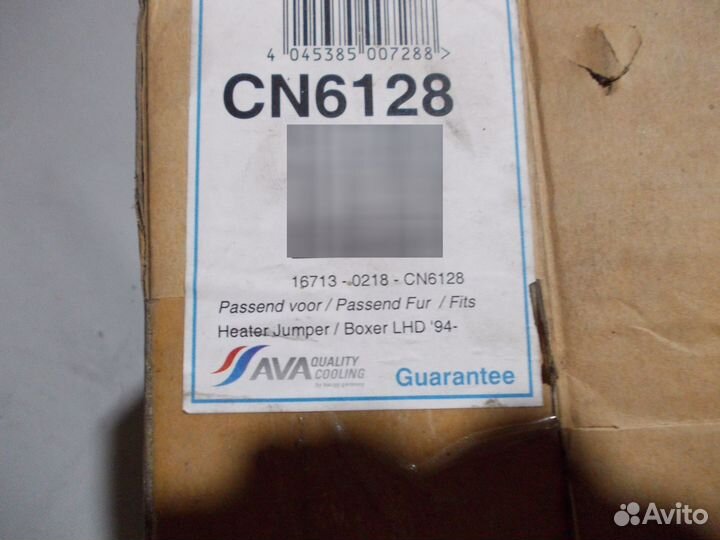 4 045385 007288 >
CN6128
16713 - 0218 - CN6128
Passend voor / Passend Fur / Fits
Heater Jumper / Boxer LHD '94-
AVA QUALITY COOLING
Guarantee
Avito